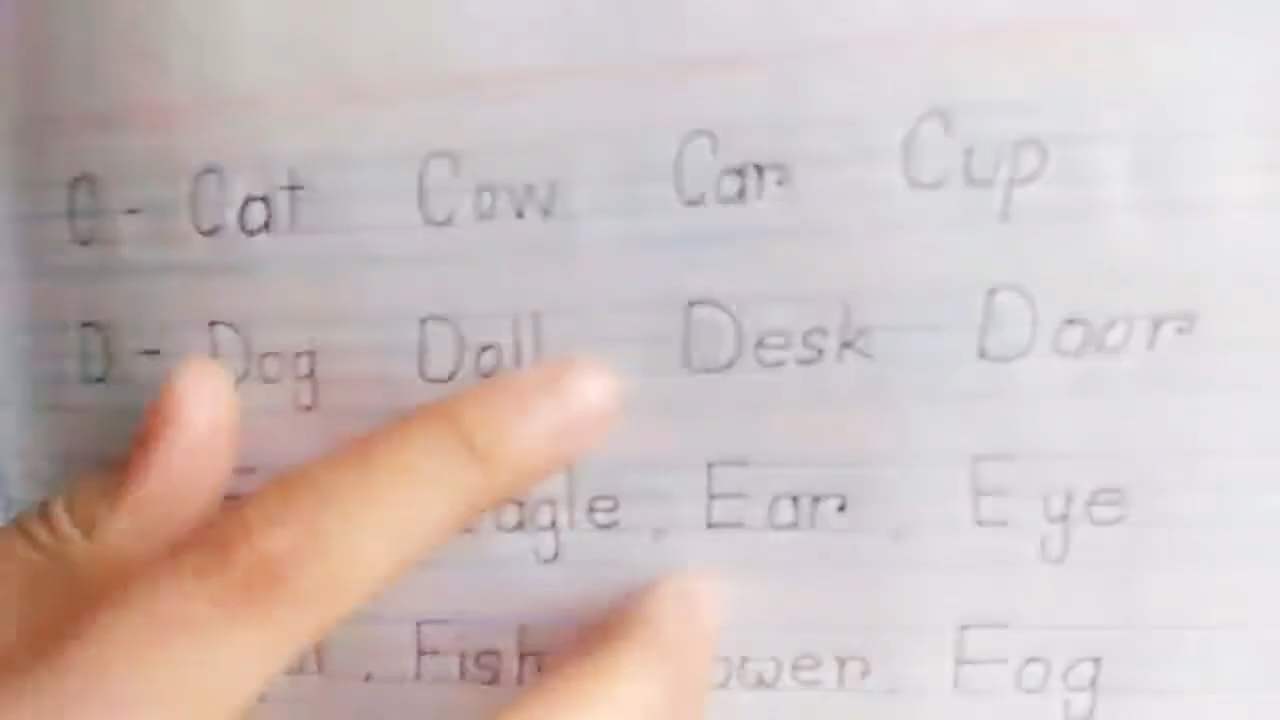 C - Cat Cow Car Cup
D - Dog Doll Desk Door
Ear . Eye
Fish Fog